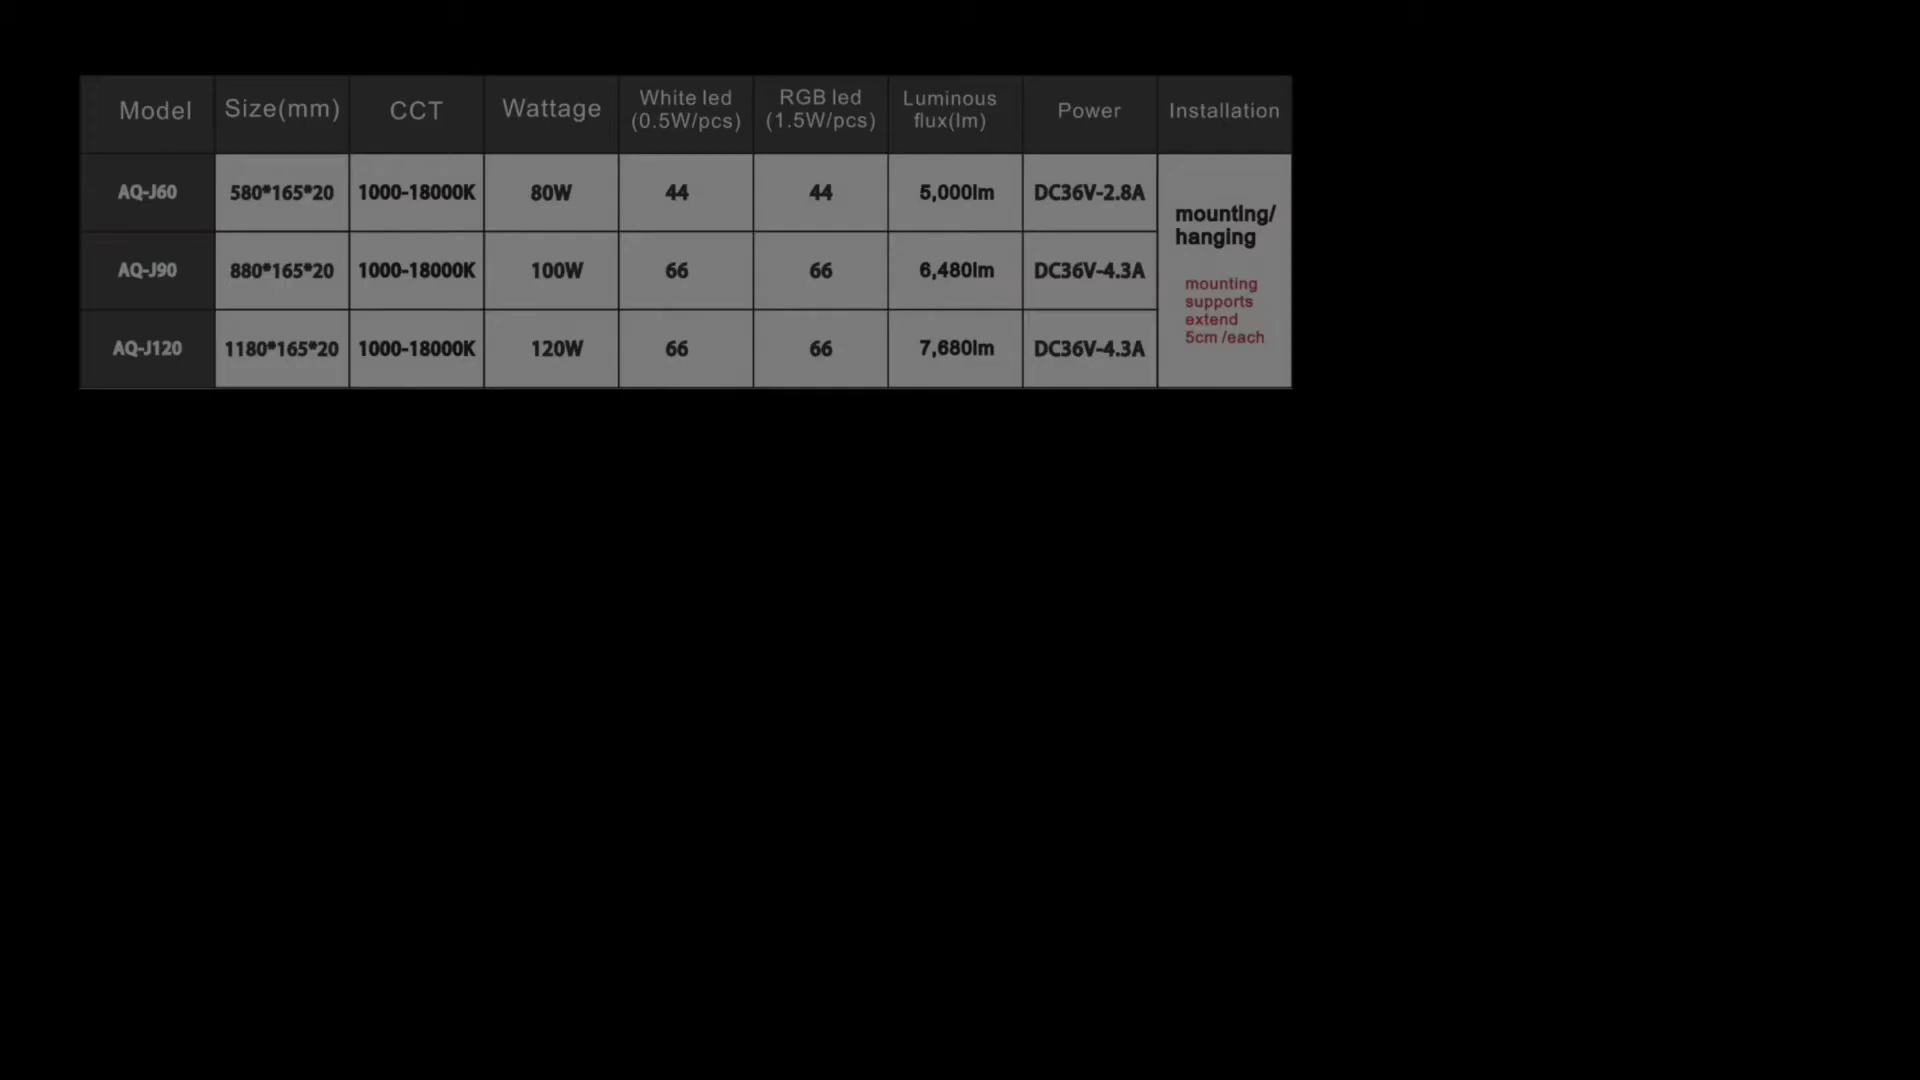 Model Size(mm) CCT Wattage White led (0.5W/pcs) RGB led (1.5W/pcs) Luminous flux(lm) Power Installation
AQ-J60 580*165*20 1000-18000K 80W 44 44 5,000lm DC36V-2.8A
AQ-J90 880*165*20 1000-18000K 100W 66 66 6,480lm DC36V-4.3A
AQ-J120 1180*165*20 1000-18000K 120W 66 66 7,680lm DC36V-4.3A
mounting/
hanging
mounting
supports
extend
5cm /each